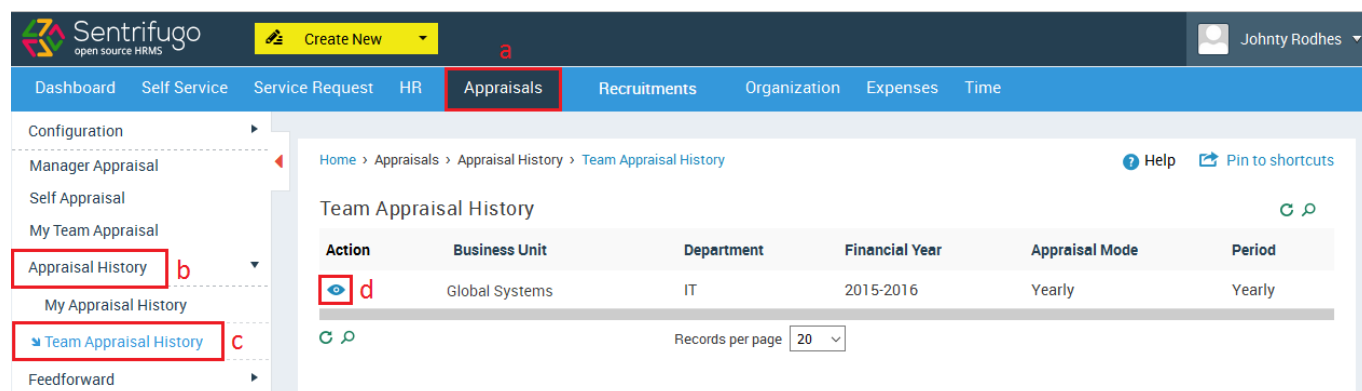 Sentrifugo
open source HRMS
Create New
a
Johnty Rodhes
Dashboard Self Service Service Request HR Appraisals Recruitments Organization Expenses Time
Configuration
Manager Appraisal
Self Appraisal
My Team Appraisal
Appraisal History b
My Appraisal History
Team Appraisal History c
Feedforward
Home › Appraisals › Appraisal History › Team Appraisal History
? Help Pin to shortcuts
Team Appraisal History
Action Business Unit Department Financial Year Appraisal Mode Period
d Global Systems IT 2015-2016 Yearly Yearly
Records per page 20